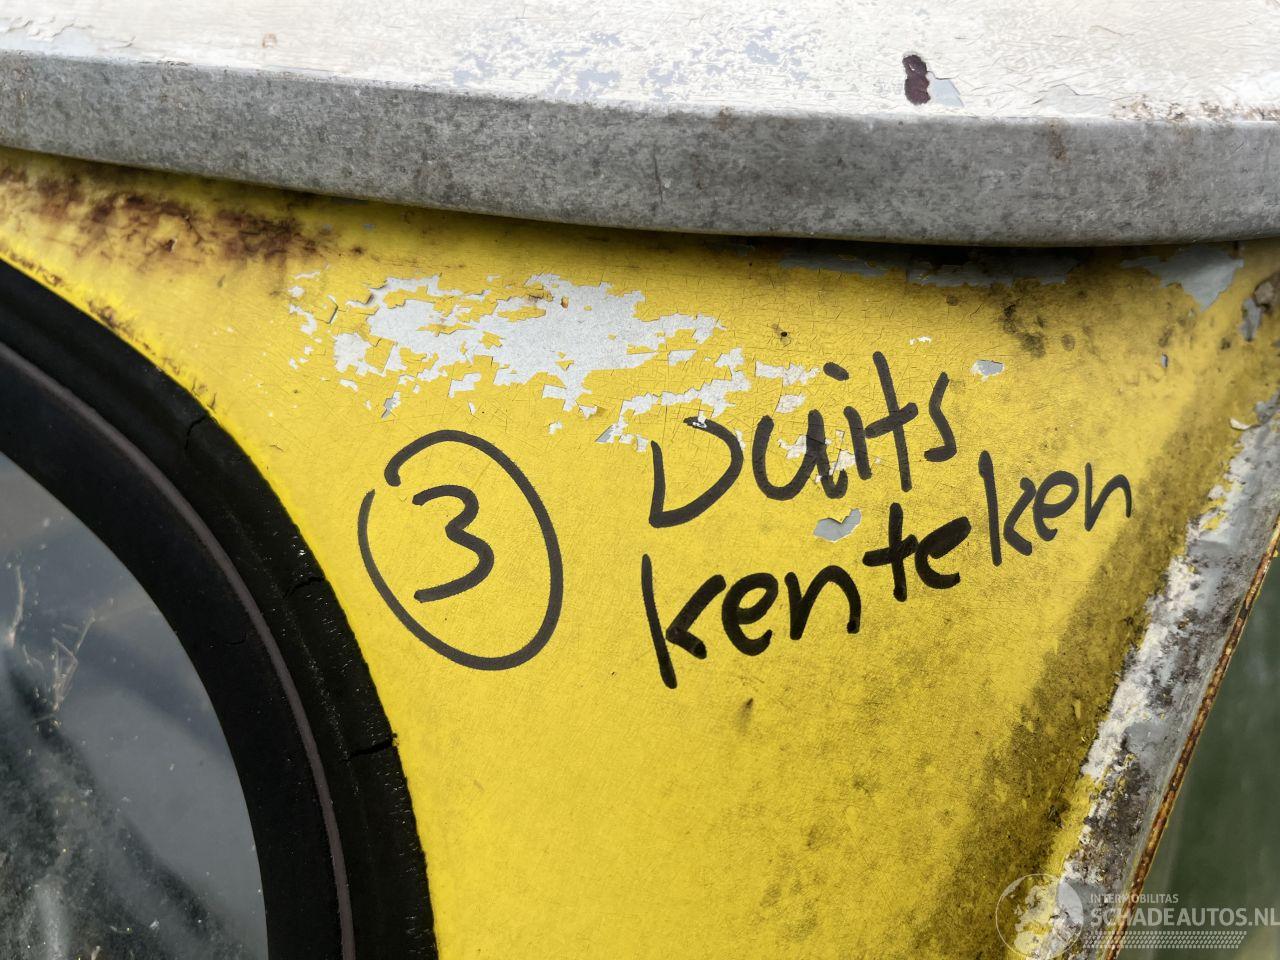 3
Duits
kenteken
INTERMOBILITAS
SCHADEAUTOS.NL